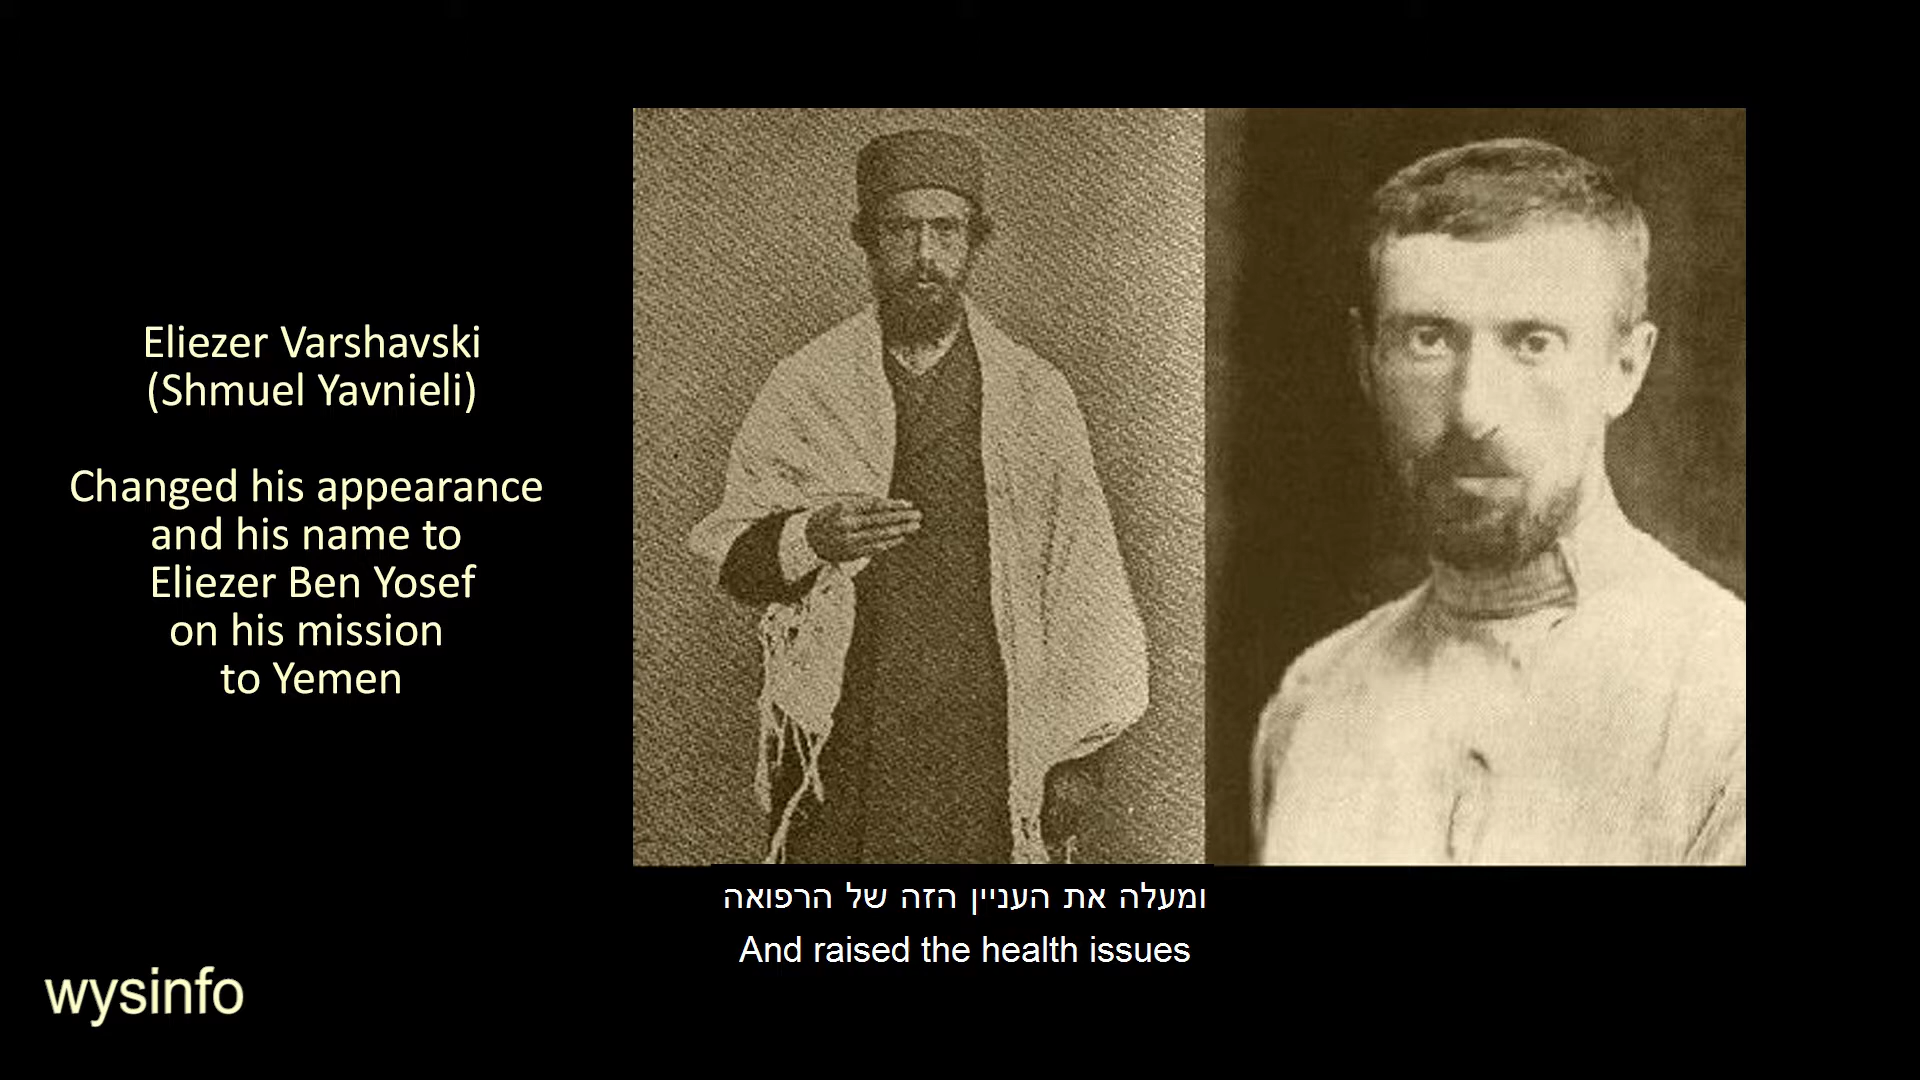 Eliezer Varshavski
(Shmuel Yavnieli)
Changed his appearance
and his name to
Eliezer Ben Yosef
on his mission
to Yemen
ומעלה את העניין הזה של הרפואה
And raised the health issues
wysinfo